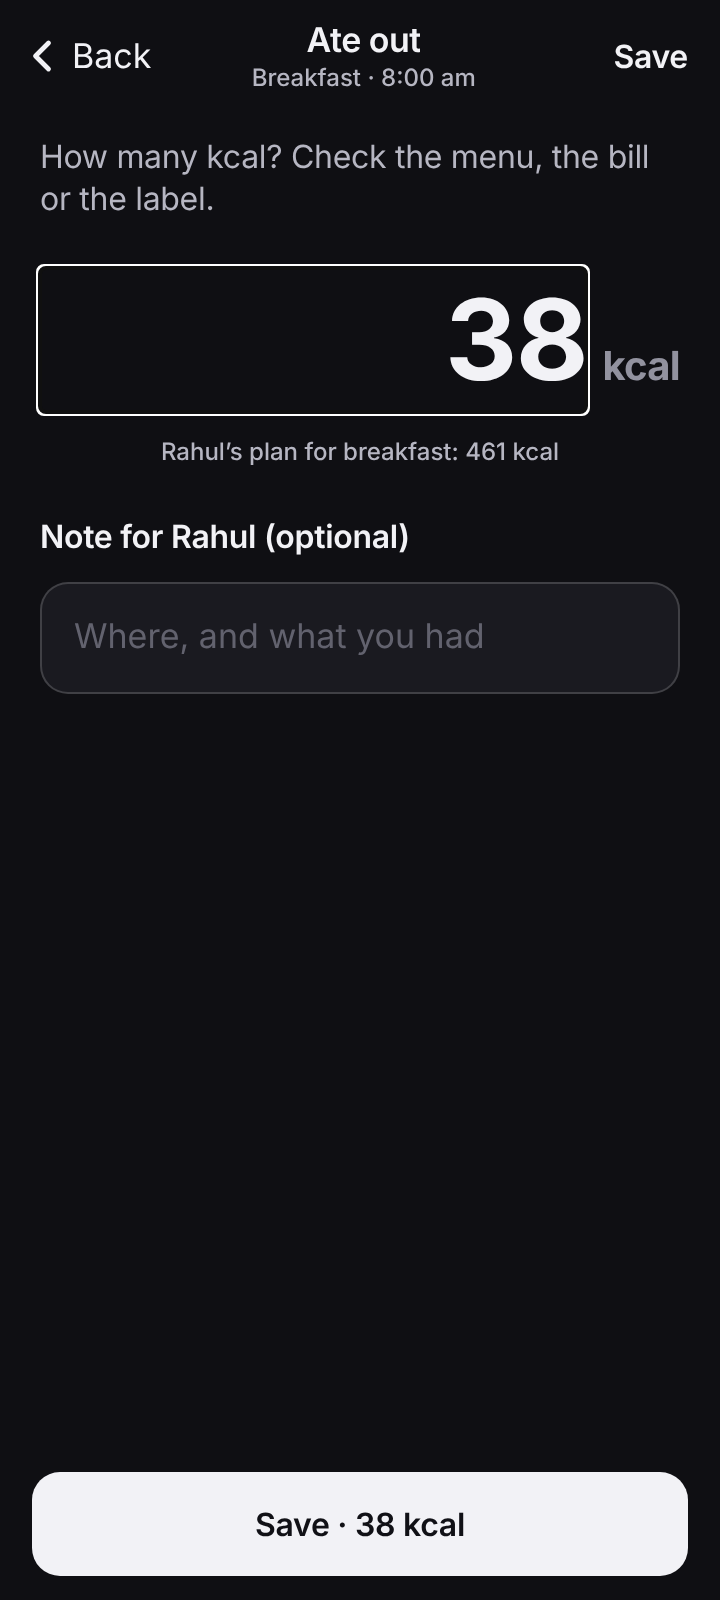 Back
Ate out
Breakfast · 8:00 am
Save
How many kcal? Check the menu, the bill
or the label.
38 kcal
Rahul’s plan for breakfast: 461 kcal
Note for Rahul (optional)
Where, and what you had
Save · 38 kcal